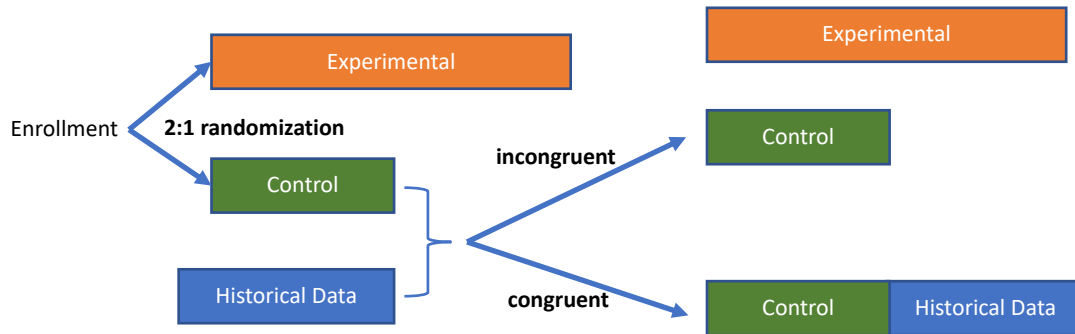 Experimental
Experimental
Enrollment
2:1 randomization
Control
Control
incongruent
Historical Data
congruent
Control
Historical Data